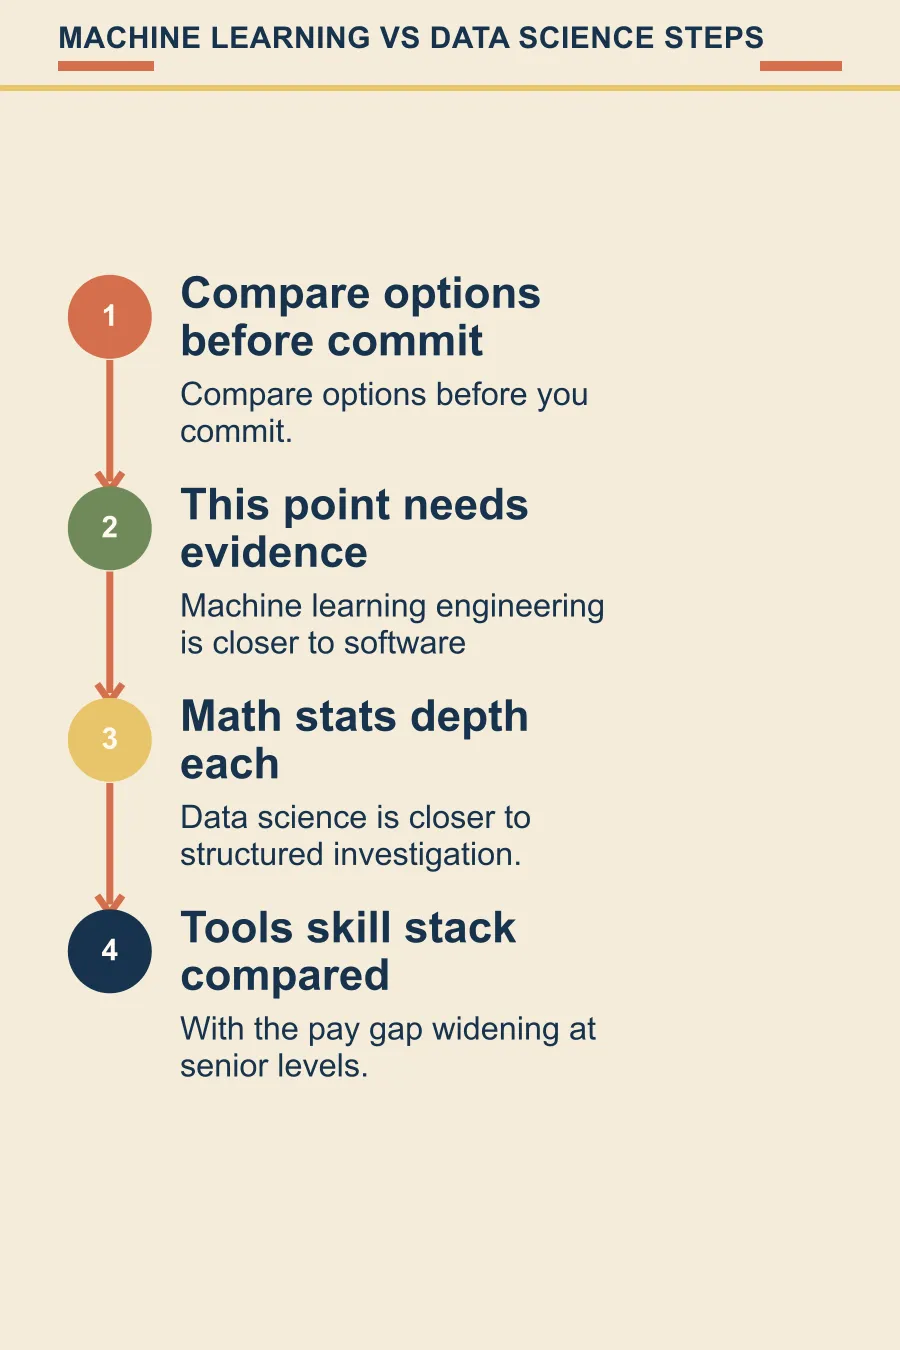 MACHINE LEARNING VS DATA SCIENCE STEPS
1
Compare options
before commit
Compare options before you
commit.
2
This point needs
evidence
Machine learning engineering
is closer to software
3
Math stats depth
each
Data science is closer to
structured investigation.
4
Tools skill stack
compared
With the pay gap widening at
senior levels.